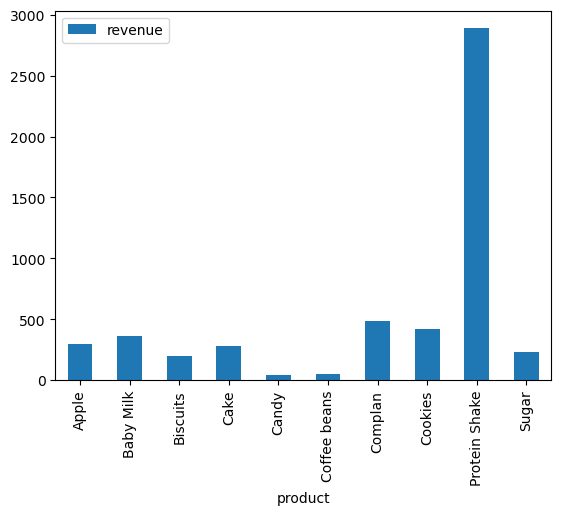 revenue
3000
2500
2000
1500
1000
500
0
Apple
Baby Milk
Biscuits
Cake
Candy
Coffee beans
Complan
Cookies
Protein Shake
Sugar
product